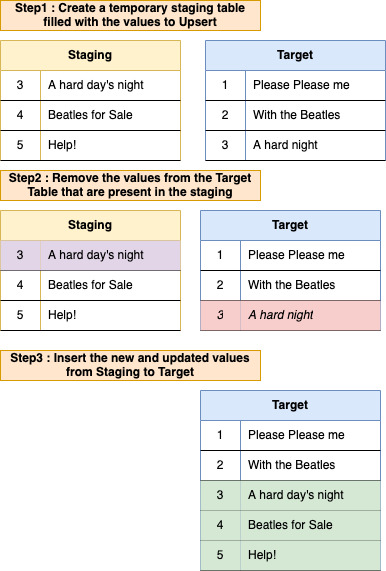 Step1 : Create a temporary staging table
filled with the values to Upsert
Staging
3 A hard day's night
4 Beatles for Sale
5 Help!
Target
1 Please Please me
2 With the Beatles
3 A hard night
Step2 : Remove the values from the Target
Table that are present in the staging
Staging
3 A hard day's night
4 Beatles for Sale
5 Help!
Target
1 Please Please me
2 With the Beatles
3 A hard night
Step3 : Insert the new and updated values
from Staging to Target
Target
1 Please Please me
2 With the Beatles
3 A hard day's night
4 Beatles for Sale
5 Help!